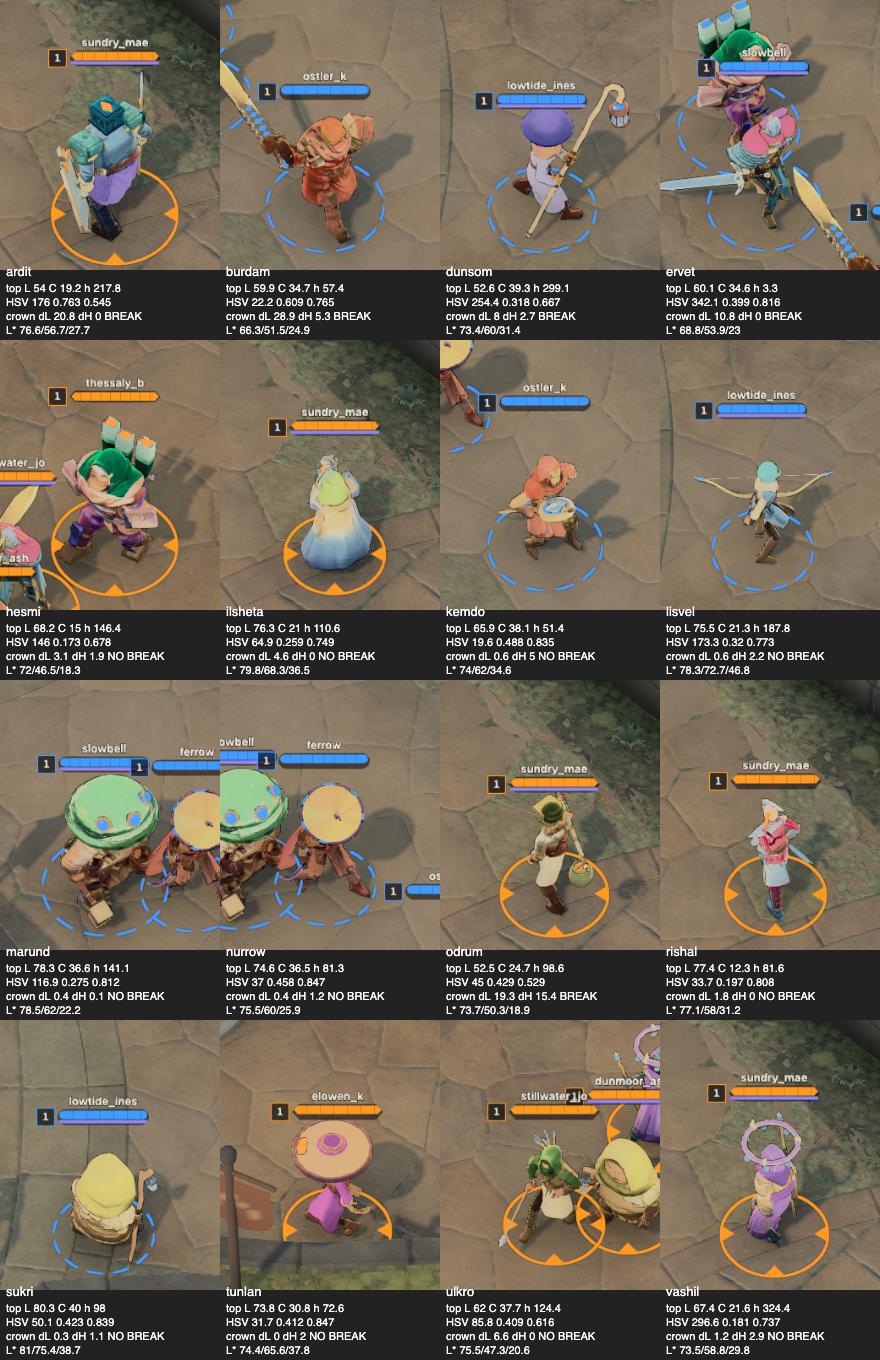 sundry_mae
1
ardit
top L 54 C 19.2 h 217.8
HSV 176 0.763 0.545
crown dL 20.8 dH 0 BREAK
L* 76.6/56.7/27.7
ostler_k
1
burdam
top L 59.9 C 34.7 h 57.4
HSV 22.2 0.609 0.765
crown dL 28.9 dH 5.3 BREAK
L* 66.3/51.5/24.9
lowtide_ines
1
dunsom
top L 52.6 C 39.3 h 299.1
HSV 254.4 0.318 0.667
crown dL 8 dH 2.7 BREAK
L* 73.4/60/31.4
slowbell
1
1
ervet
top L 60.1 C 34.6 h 3.3
HSV 342.1 0.399 0.816
crown dL 10.8 dH 0 BREAK
L* 68.8/53.9/23
thessaly_b
1
water_jo
r_ash
hesmi
top L 68.2 C 15 h 146.4
HSV 146 0.173 0.678
crown dL 3.1 dH 1.9 NO BREAK
L* 72/46.5/18.3
sundry_mae
1
ilsheta
top L 76.3 C 21 h 110.6
HSV 64.9 0.259 0.749
crown dL 4.6 dH 0 NO BREAK
L* 79.8/68.3/36.5
ostler_k
1
kemdo
top L 65.9 C 38.1 h 51.4
HSV 19.6 0.488 0.835
crown dL 0.6 dH 5 NO BREAK
L* 74/62/34.6
lowtide_ines
1
lisvel
top L 75.5 C 21.3 h 187.8
HSV 173.3 0.32 0.773
crown dL 0.6 dH 2.2 NO BREAK
L* 78.3/72.7/46.8
slowbell
ferrow
1
1
marund
top L 78.3 C 36.6 h 141.1
HSV 116.9 0.275 0.812
crown dL 0.4 dH 0.1 NO BREAK
L* 78.5/62/22.2
owbell
ferrow
1
1
os
nurrow
top L 74.6 C 36.5 h 81.3
HSV 37 0.458 0.847
crown dL 0.4 dH 1.2 NO BREAK
L* 75.5/60/25.9
sundry_mae
1
odrum
top L 52.5 C 24.7 h 98.6
HSV 45 0.429 0.529
crown dL 19.3 dH 15.4 NO BREAK
L* 73.7/50.3/18.9
sundry_mae
1
rishal
top L 77.4 C 12.3 h 81.6
HSV 33.7 0.197 0.808
crown dL 1.8 dH 0 NO BREAK
L* 77.1/58/31.2
lowtide_ines
1
sukri
top L 80.3 C 40 h 98
HSV 50.1 0.423 0.839
crown dL 0.3 dH 1.1 NO BREAK
L* 81/75.4/38.7
elowen_k
1
tunlan
top L 73.8 C 30.8 h 72.6
HSV 31.7 0.412 0.847
crown dL 0 dH 2 NO BREAK
L* 74.4/65.6/37.8
dunmoor_as
stillwater_jo
1
1
ulkro
top L 62 C 37.7 h 124.4
HSV 85.8 0.409 0.616
crown dL 6.6 dH 0 NO BREAK
L* 75.5/47.3/20.6
sundry_mae
1
vashil
top L 67.4 C 21.6 h 324.4
HSV 296.6 0.181 0.737
crown dL 1.2 dH 2.9 NO BREAK
L* 73.5/58.8/29.8